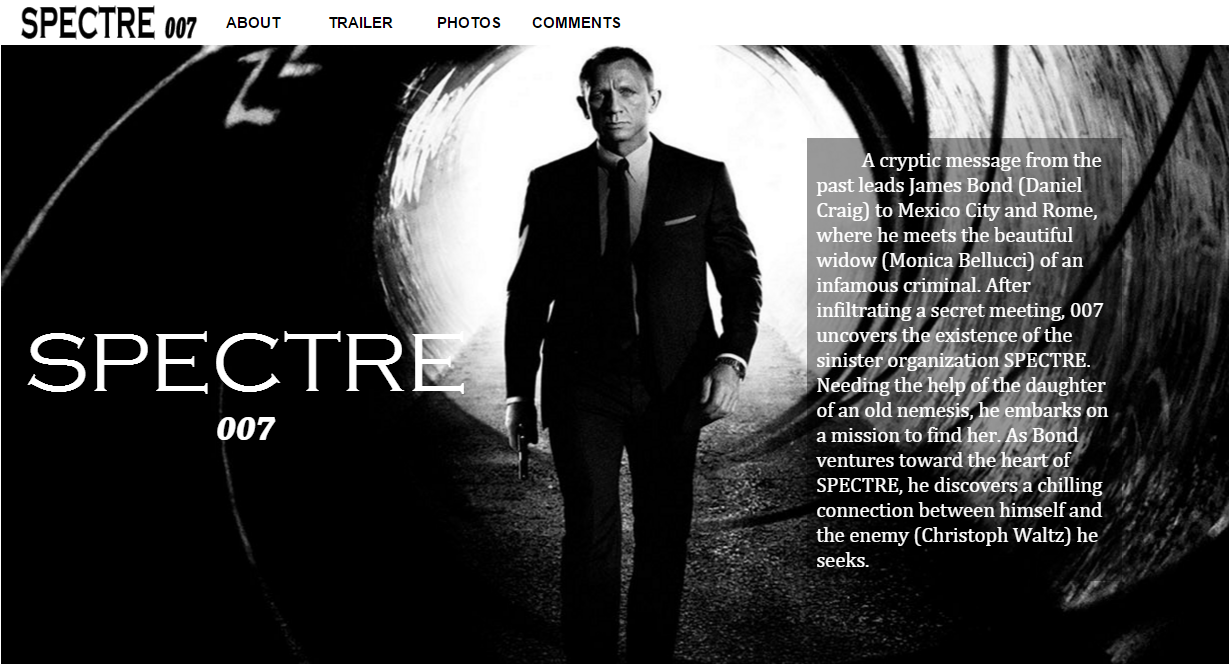 SPECTRE 007 ABOUT TRAILER PHOTOS COMMENTS
A cryptic message from the
past leads James Bond (Daniel
Craig) to Mexico City and Rome,
where he meets the beautiful
widow (Monica Bellucci) of an
infamous criminal. After
infiltrating a secret meeting, 007
uncovers the existence of the
sinister organization SPECTRE.
Needing the help of the daughter
of an old nemesis, he embarks on
a mission to find her. As Bond
ventures toward the heart of
SPECTRE, he discovers a chilling
connection between himself and
the enemy (Christoph Waltz) he
seeks.
SPECTRE
007